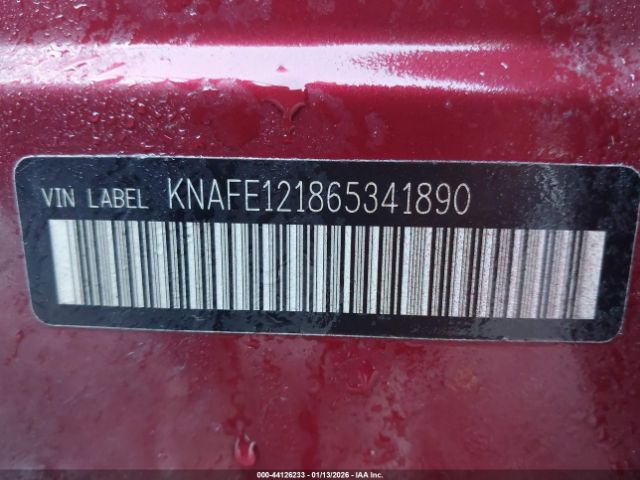 VIN LABEL KNAFE121865341890
000-44126233 — 01/13/2026 — IAA Inc.